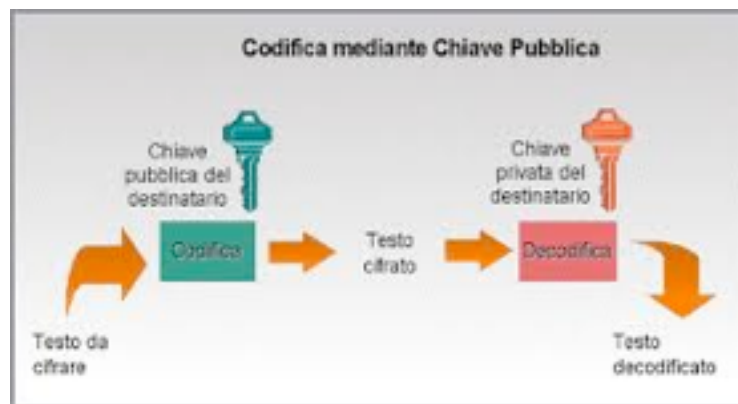 Codifica mediante Chiave Pubblica
Chiave
pubblica del
destinatario
Chiave
privata del
destinatario
Codifica
Testo
cifrato
Decodifica
Testo da
cifrare
Testo
decodificato